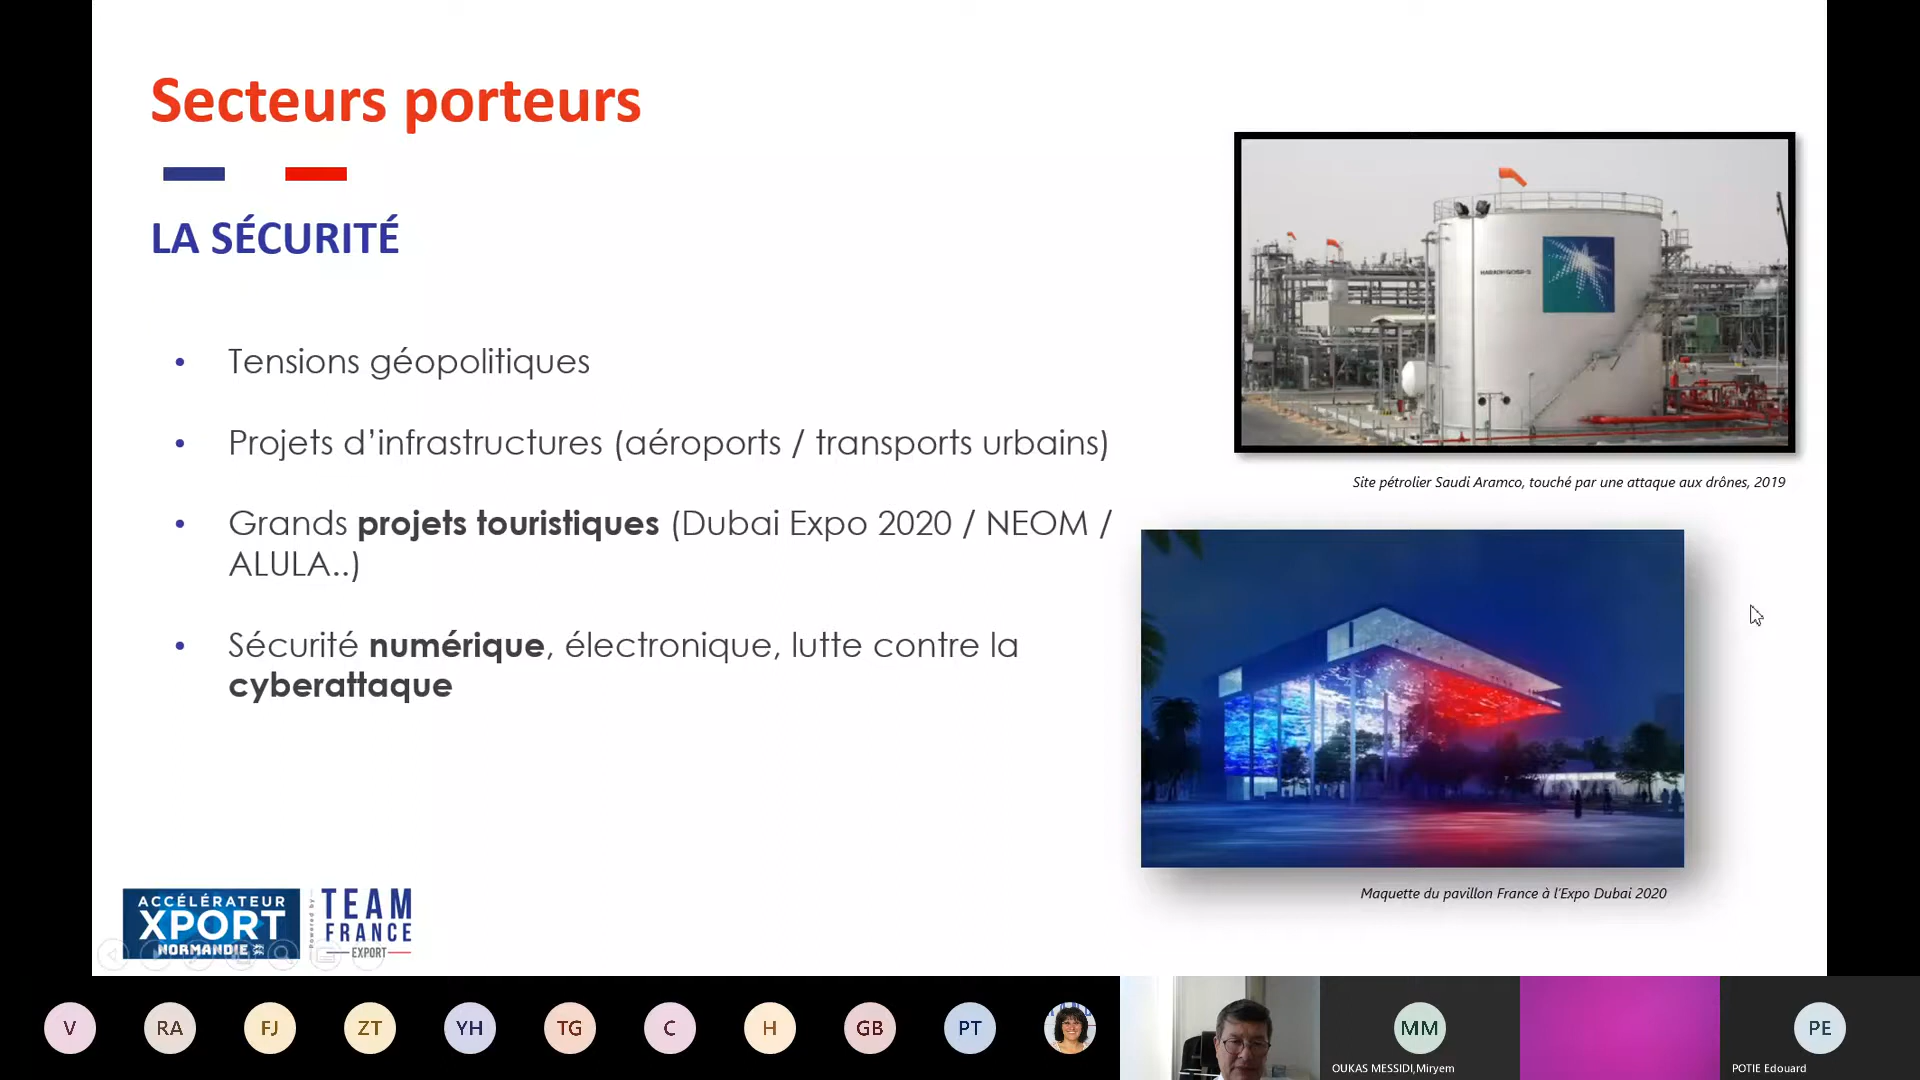 Secteurs porteurs
LA SÉCURITÉ
• Tensions géopolitiques
• Projets d’infrastructures (aéroports / transports urbains)
• Grands projets touristiques (Dubai Expo 2020 / NEOM /
ALULA..)
• Sécurité numérique, électronique, lutte contre la
cyberattaque
Site pétrolier Saudi Aramco, touché par une attaque aux drônes, 2019
Maquette du pavillon France à l’Expo Dubai 2020
ACCÉLÉRATEUR
XPORT
NORMANDIE
Powered by
TEAM
FRANCE
EXPORT
V
RA
FJ
ZT
YH
TG
C
H
GB
PT
MM
OUKAS MESSIDI,Miryem
PE
POTIE Edouard